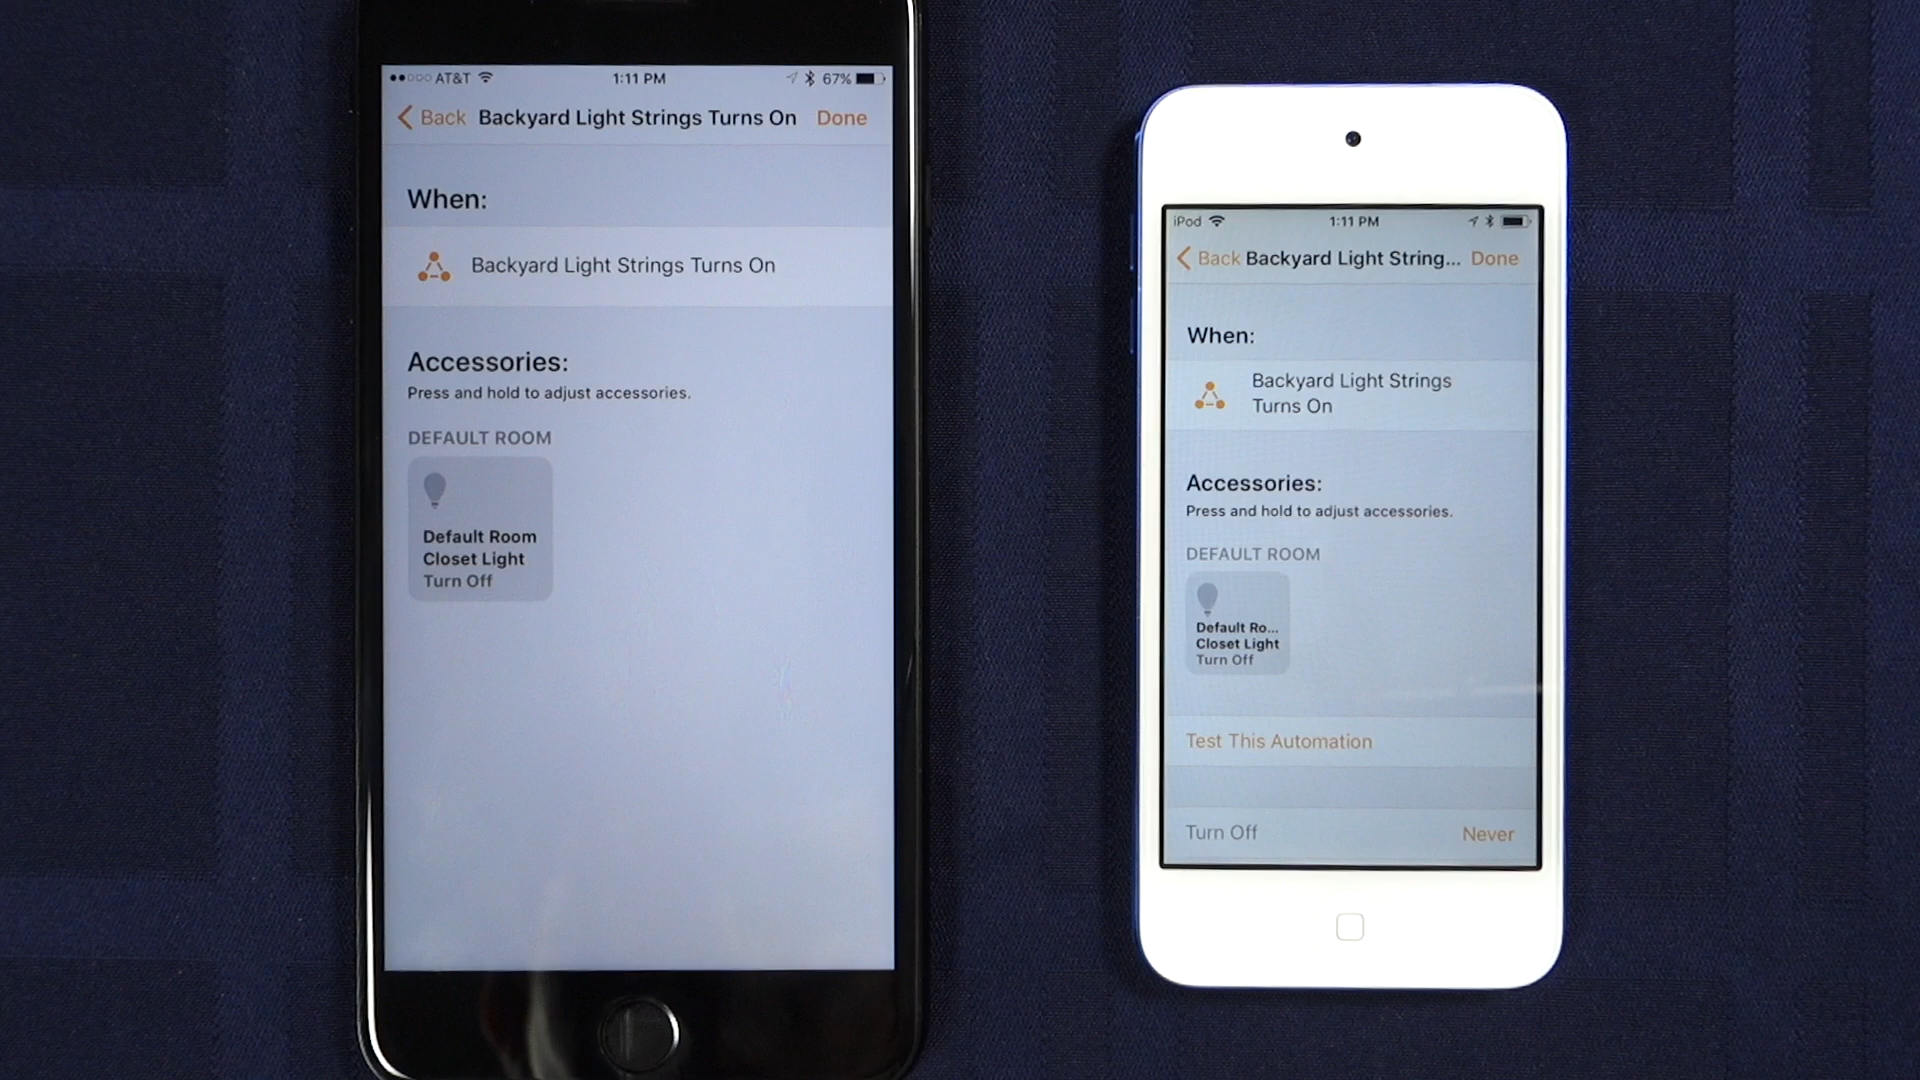 AT&T 1:11 PM 67%
Back Backyard Light Strings Turns On Done
When:
Backyard Light Strings Turns On
Accessories:
Press and hold to adjust accessories.
DEFAULT ROOM
Default Room
Closet Light
Turn Off
iPod 1:11 PM
Back Backyard Light String... Done
When:
Backyard Light Strings
Turns On
Accessories:
Press and hold to adjust accessories.
DEFAULT ROOM
Default Ro...
Closet Light
Turn Off
Test This Automation
Turn Off Never